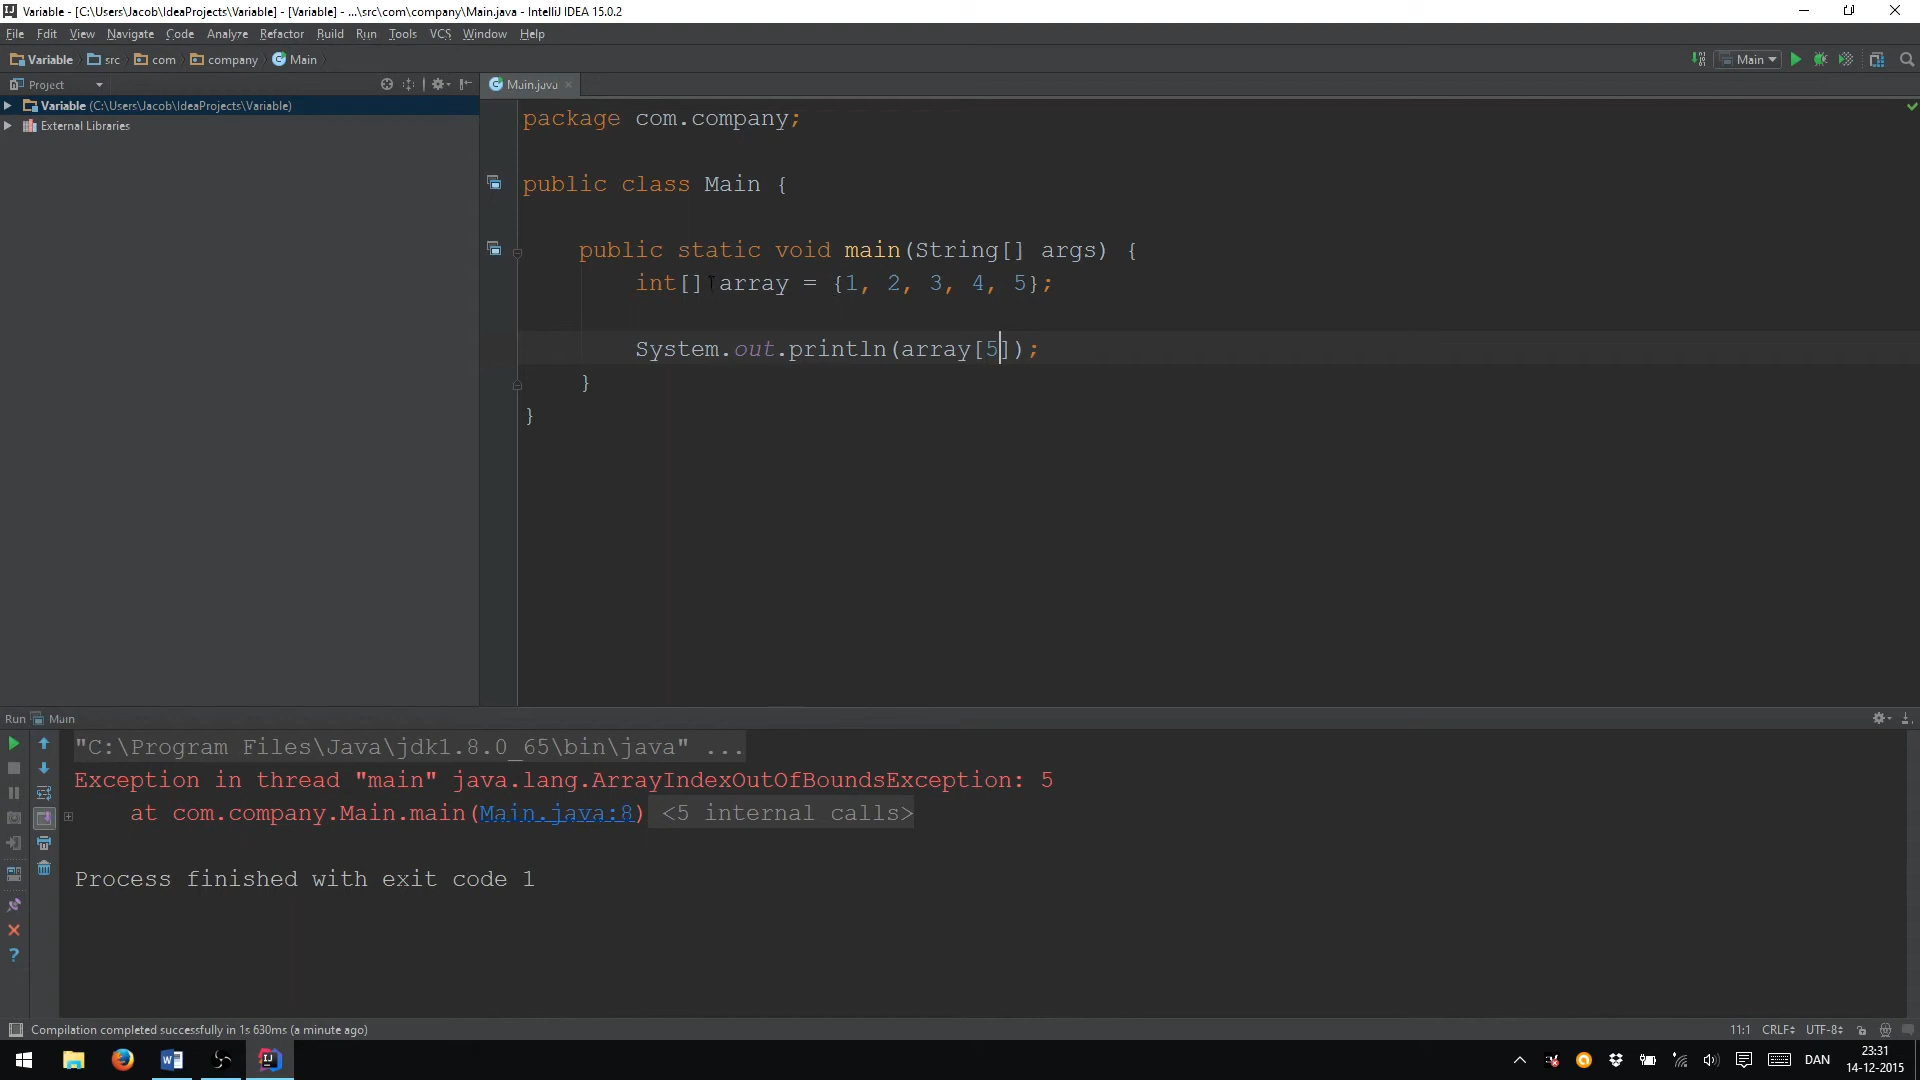 Variable - [C:\Users\Jacob\IdeaProjects\Variable] - [Variable] - ...\src\com\company\Main.java - IntelliJ IDEA 15.0.2
File Edit View Navigate Code Analyze Refactor Build Run Tools VCS Window Help
Variable src com company Main Main
Project Main.java
Variable (C:\Users\Jacob\IdeaProjects\Variable)
External Libraries
package com.company;
public class Main {
public static void main(String[] args) {
int[] array = {1, 2, 3, 4, 5};
System.out.println(array[5]);
}
}
Run Main
"C:\Program Files\Java\jdk1.8.0_65\bin\java" ...
Exception in thread "main" java.lang.ArrayIndexOutOfBoundsException: 5
at com.company.Main.main(Main.java:8) <5 internal calls>
Process finished with exit code 1
Compilation completed successfully in 1s 630ms (a minute ago) 11:1 CRLF UTF-8
DAN 23:31
14-12-2015